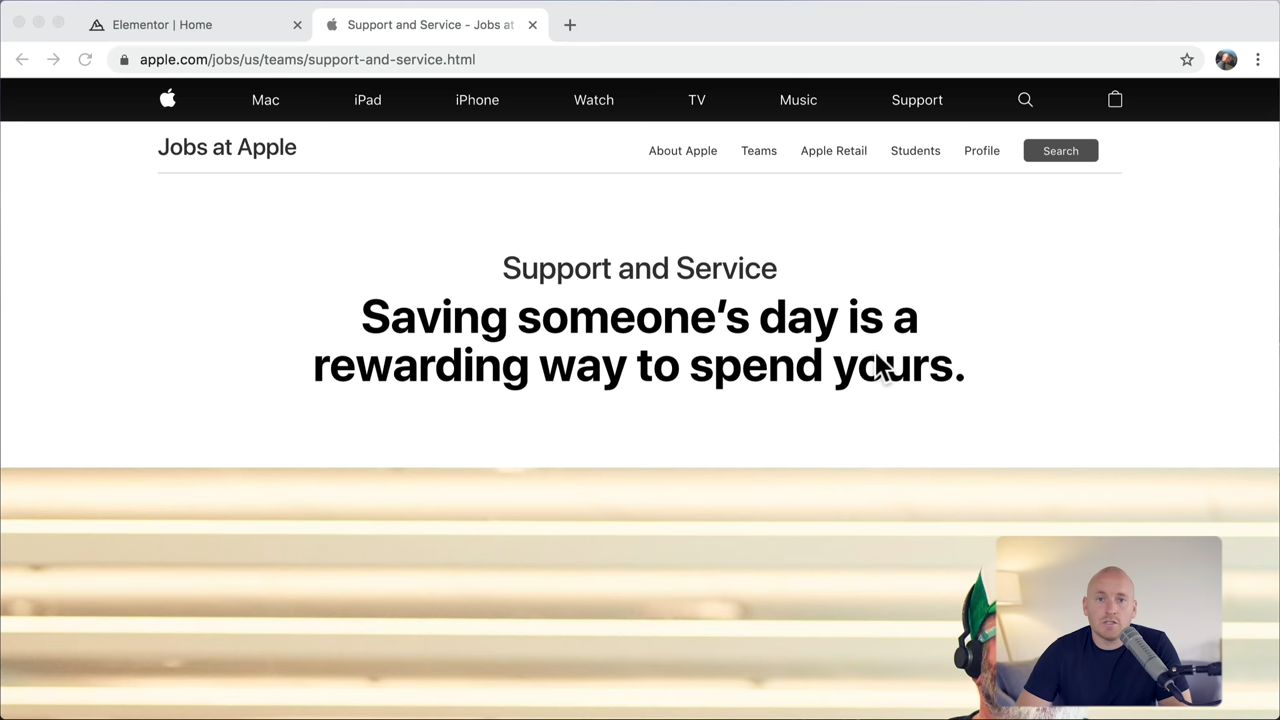 Elementor | Home
Support and Service - Jobs at
apple.com/jobs/us/teams/support-and-service.html
Mac iPad iPhone Watch TV Music Support
Jobs at Apple
About Apple Teams Apple Retail Students Profile Search
Support and Service
Saving someone's day is a
rewarding way to spend yours.